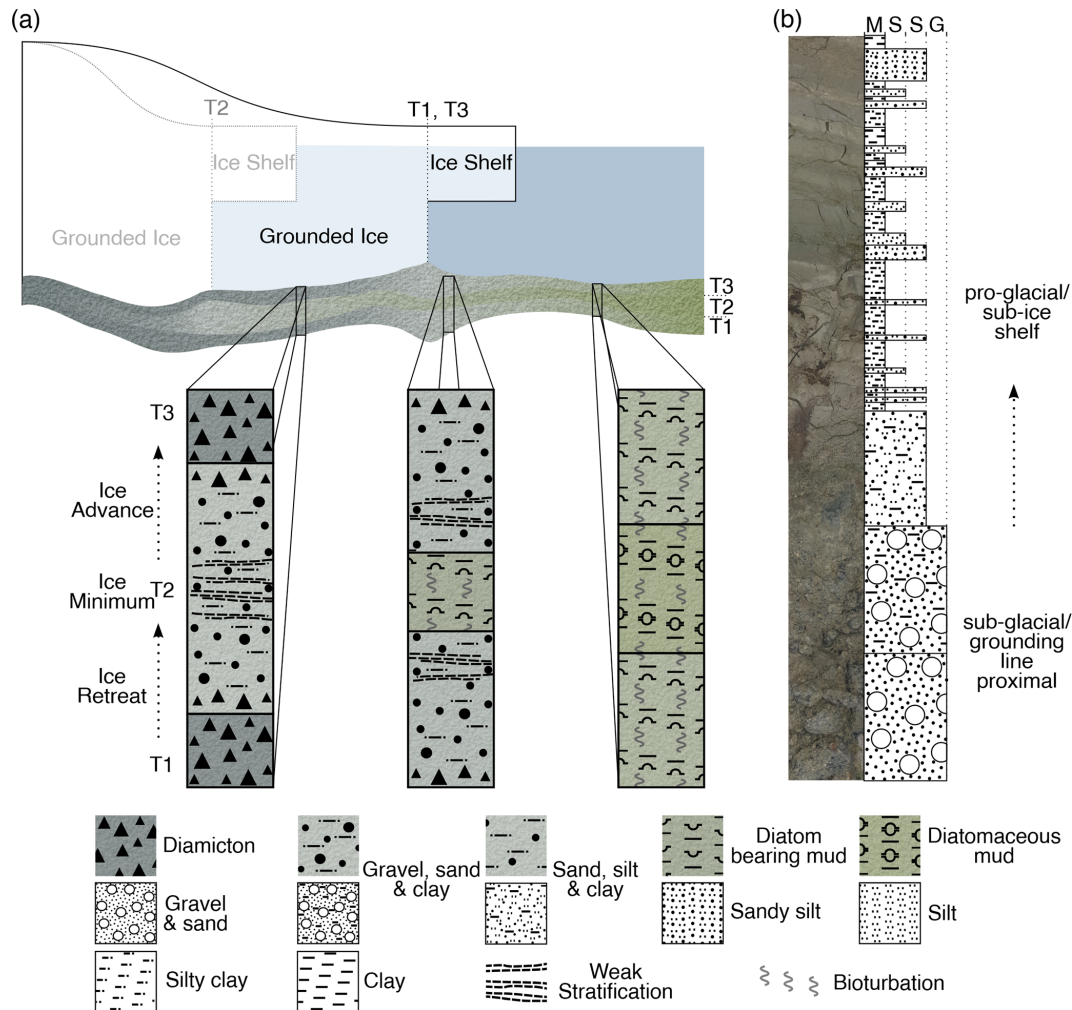 (a)
T2
T1, T3
Ice Shelf
Ice Shelf
Grounded Ice
Grounded Ice
T3
T2
T1
T3
Ice
Advance
Ice
Minimum
T2
Ice
Retreat
T1
(b)
M S S G
pro-glacial/
sub-ice
shelf
sub-glacial/
grounding
line
proximal
Diamicton
Gravel, sand
& clay
Sand, silt
& clay
Diatom
bearing mud
Diatomaceous
mud
Gravel
& sand
Sandy silt
Silt
Silty clay
Clay
Weak
Stratification
Bioturbation